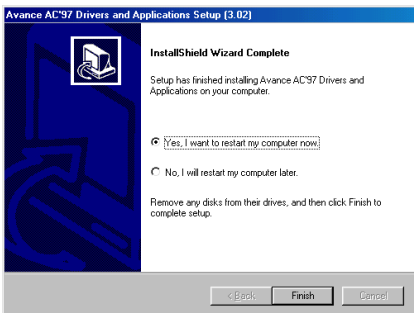 Avance AC'97 Drivers and Applications Setup (3.02)
InstallShield Wizard Complete
Setup has finished installing Avance AC'97 Drivers and
Applications on your computer.
Yes, I want to restart my computer now.
No, I will restart my computer later.
Remove any disks from their drives, and then click Finish to
complete setup.
< Back Finish Cancel